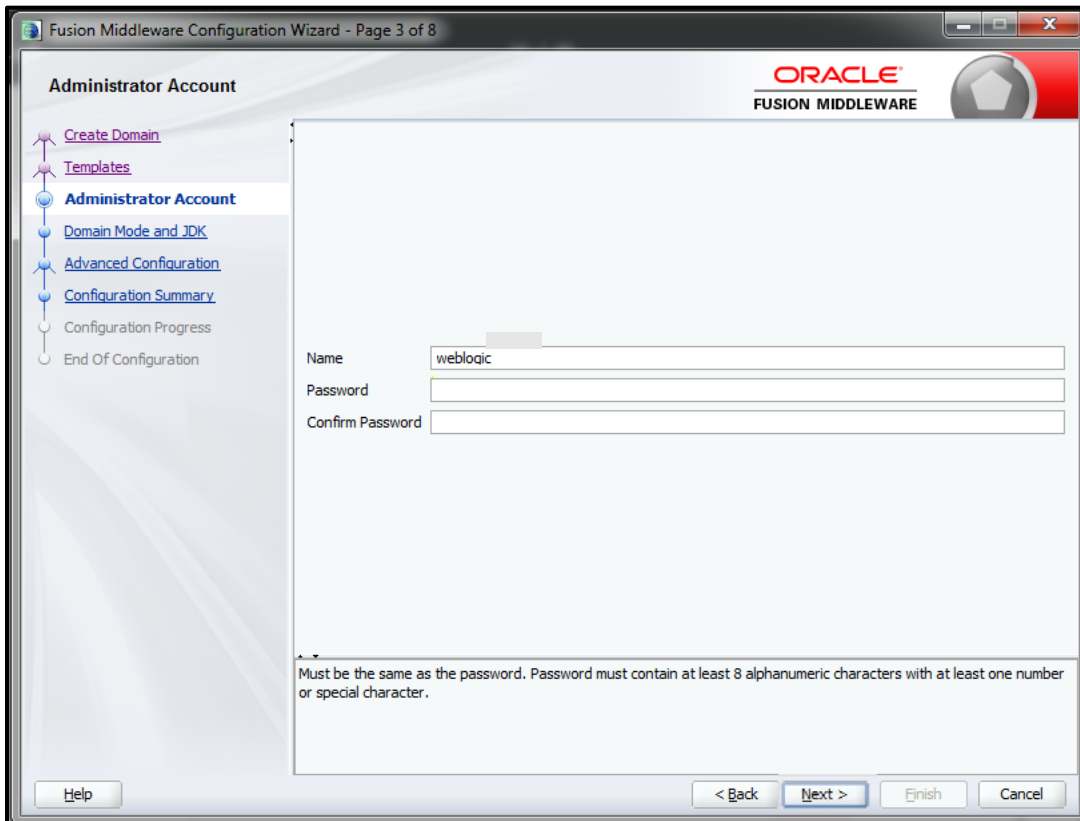 Fusion Middleware Configuration Wizard - Page 3 of 8
Administrator Account
ORACLE
FUSION MIDDLEWARE
Create Domain
Templates
Administrator Account
Domain Mode and JDK
Advanced Configuration
Configuration Summary
Configuration Progress
End Of Configuration
Name
weblogic
Password
Confirm Password
Must be the same as the password. Password must contain at least 8 alphanumeric characters with at least one number
or special character.
Help
< Back
Next >
Finish
Cancel